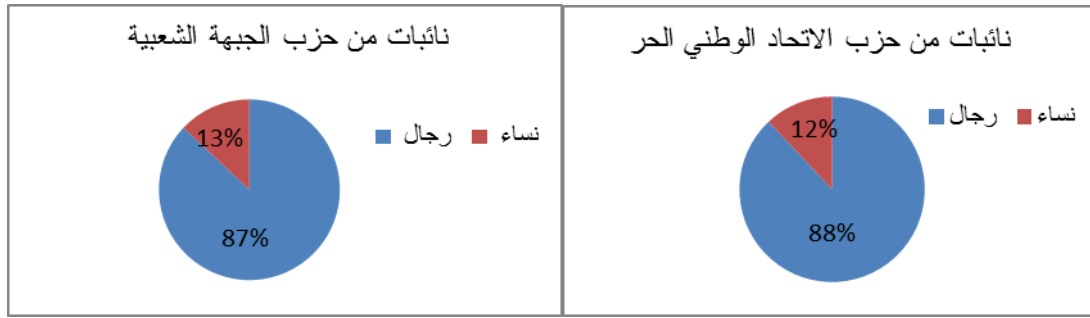 نائبات من حزب الاتحاد الوطني الحر
رجال نساء
12%
88%
نائبات من حزب الجبهة الشعبية
رجال نساء
13%
87%